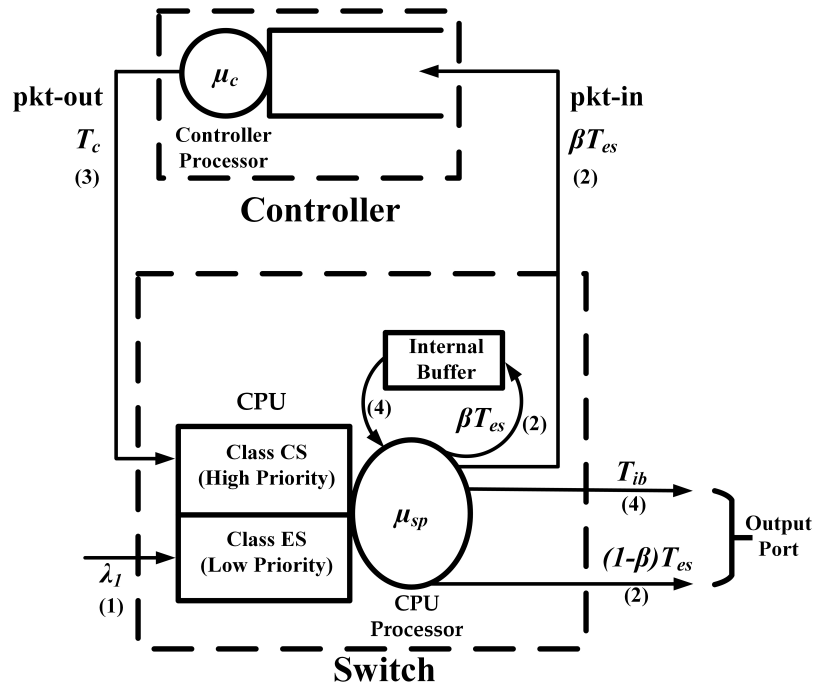 μc
Controller
Processor
pkt-out
Tc
(3)
pkt-in
βTes
(2)
Controller
Internal
Buffer
(4)
βTes
(2)
CPU
Class CS
(High Priority)
Class ES
(Low Priority)
μsp
CPU
Processor
λ1
(1)
Tib
(4)
(1-β)Tes
(2)
Output
Port
Switch